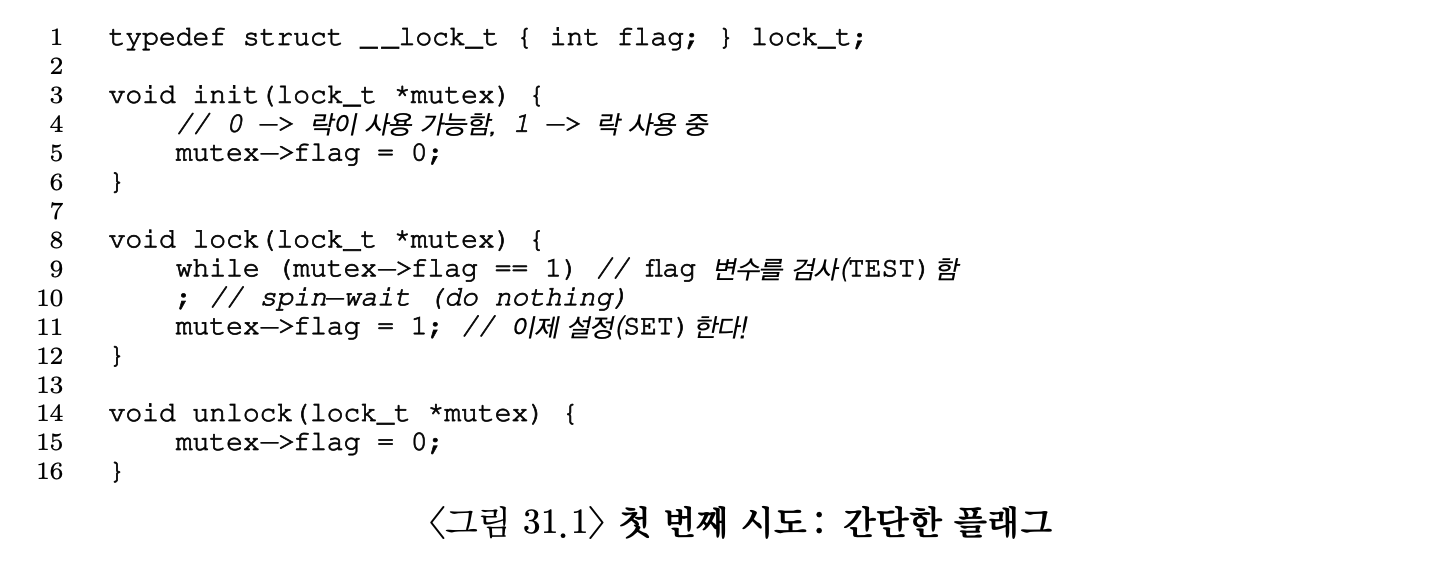 1 typedef struct __lock_t { int flag; } lock_t;
2
3 void init(lock_t *mutex) {
4 // 0 −> 락이 사용 가능함, 1 −> 락 사용 중
5 mutex−>flag = 0;
6 }
7
8 void lock(lock_t *mutex) {
9 while (mutex−>flag == 1) // flag 변수를 검사(TEST) 함
10 ; // spin−wait (do nothing)
11 mutex−>flag = 1; // 이제 설정(SET) 한다!
12 }
13
14 void unlock(lock_t *mutex) {
15 mutex−>flag = 0;
16 }
〈그림 31.1〉 첫 번째 시도: 간단한 플래그